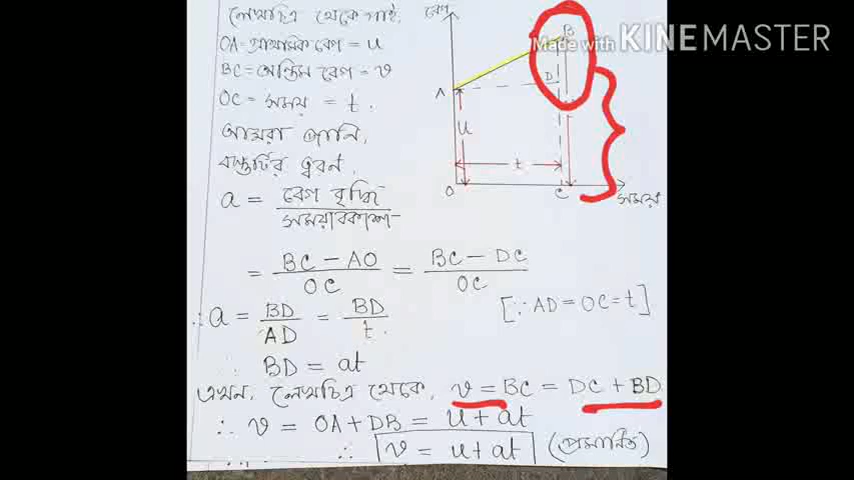 লেখচিত্র থেকে পাই, বেগ
Made with KINEMASTER
OA = প্রাথমিক বেগ = u
BC = অন্তিম বেগ = v
OC = সময় = t.
আমরা জানি,
বস্তুটির ত্বরণ,
a = বেগ বৃদ্ধি / সময়াবকাশ
B
D
A
u
t
O
C
সময়
= BC - AO / OC = BC - DC / OC
∴ a = BD / AD = BD / t. [∵ AD = OC = t]
∴ BD = at
এখন, লেখচিত্র থেকে, v = BC = DC + BD
∴ v = OA + DB = u + at
∴ v = u + at (প্রমাণিত)